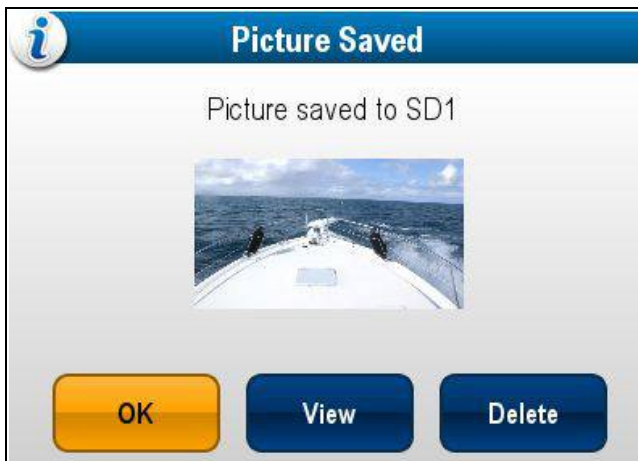 i
Picture Saved
Picture saved to SD1
OK
View
Delete